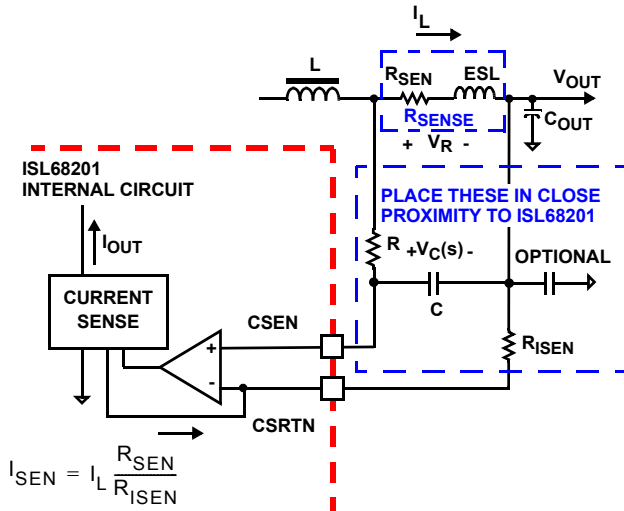 I_L
L
R_SEN
ESL
V_OUT
R_SENSE
C_OUT
+ V_R -
ISL68201
INTERNAL CIRCUIT
PLACE THESE IN CLOSE
PROXIMITY TO ISL68201
I_OUT
R +V_C(s) -
OPTIONAL
CURRENT
SENSE
C
CSEN
+
R_ISEN
-
CSRTN
I_SEN = I_L R_SEN / R_ISEN